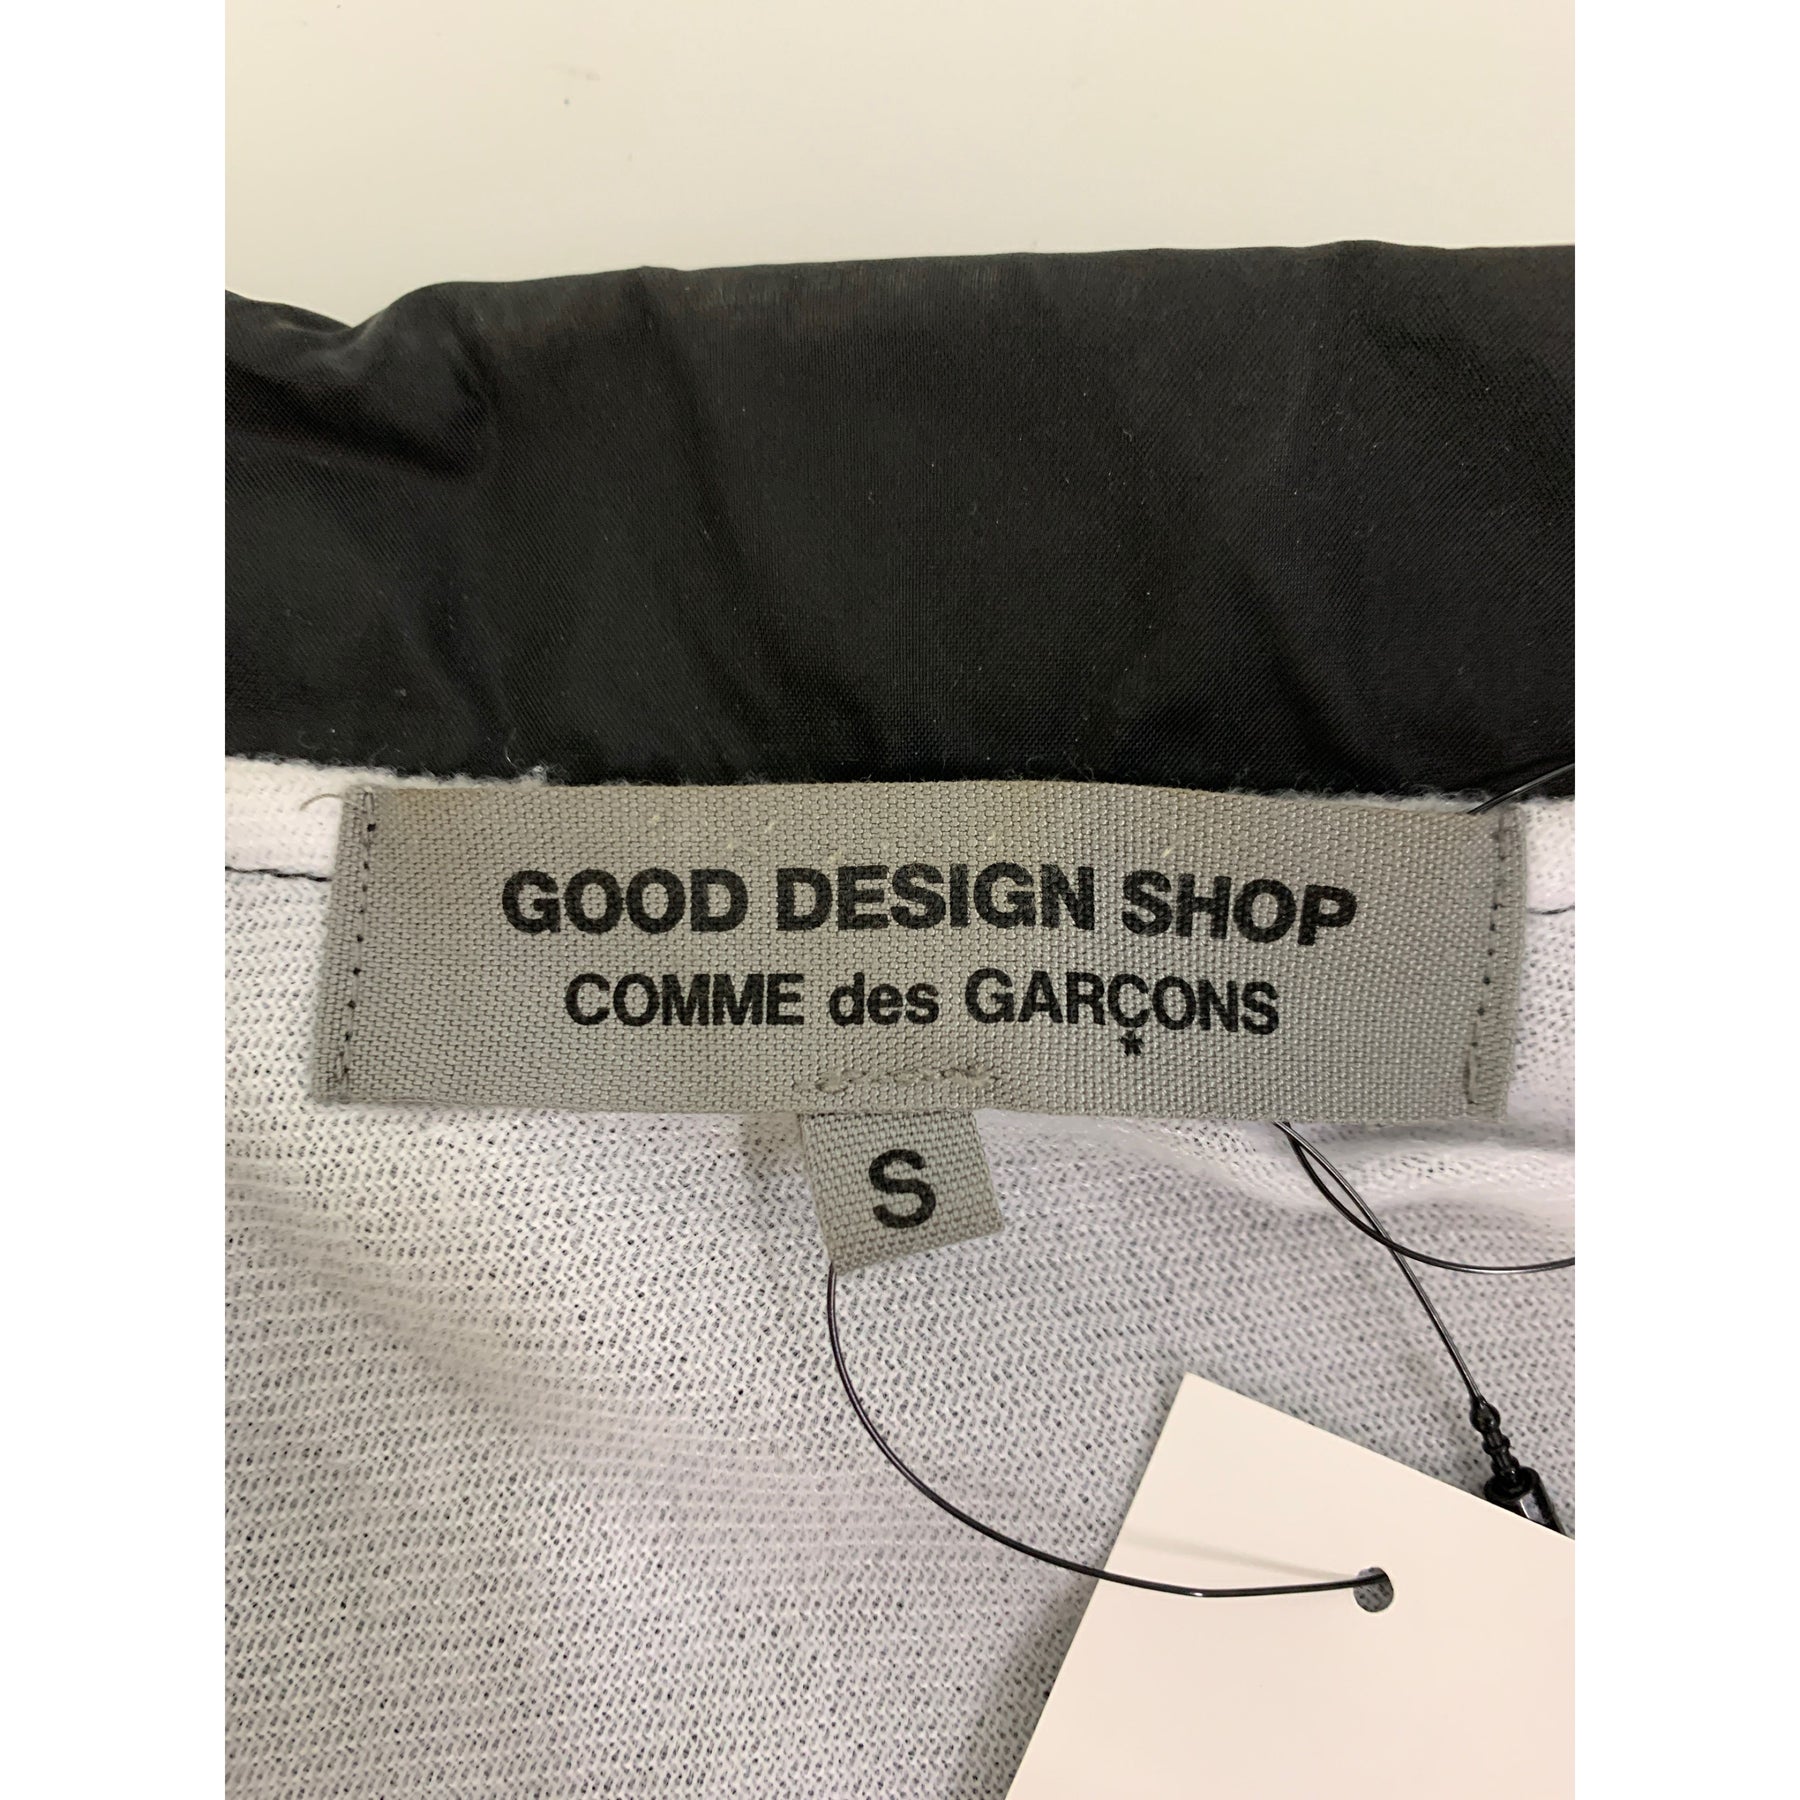 GOOD DESIGN SHOP
COMME des GARÇONS
*
S